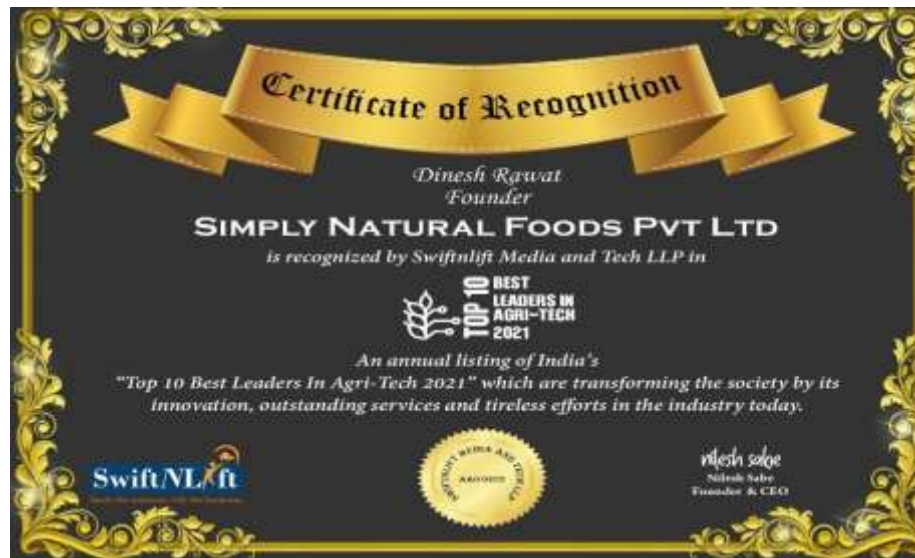 Certificate of Recognition
Dinesh Rawat
Founder
SIMPLY NATURAL FOODS PVT LTD
is recognized by Swiftnlift Media and Tech LLP in
TOP 10
BEST
LEADERS IN
AGRI-TECH
2021
An annual listing of India's
"Top 10 Best Leaders In Agri-Tech 2021" which are transforming the society by its
innovation, outstanding services and tireless efforts in the industry today.
SwiftNLift
nilesh sabe
Nilesh Sabe
Founder & CEO